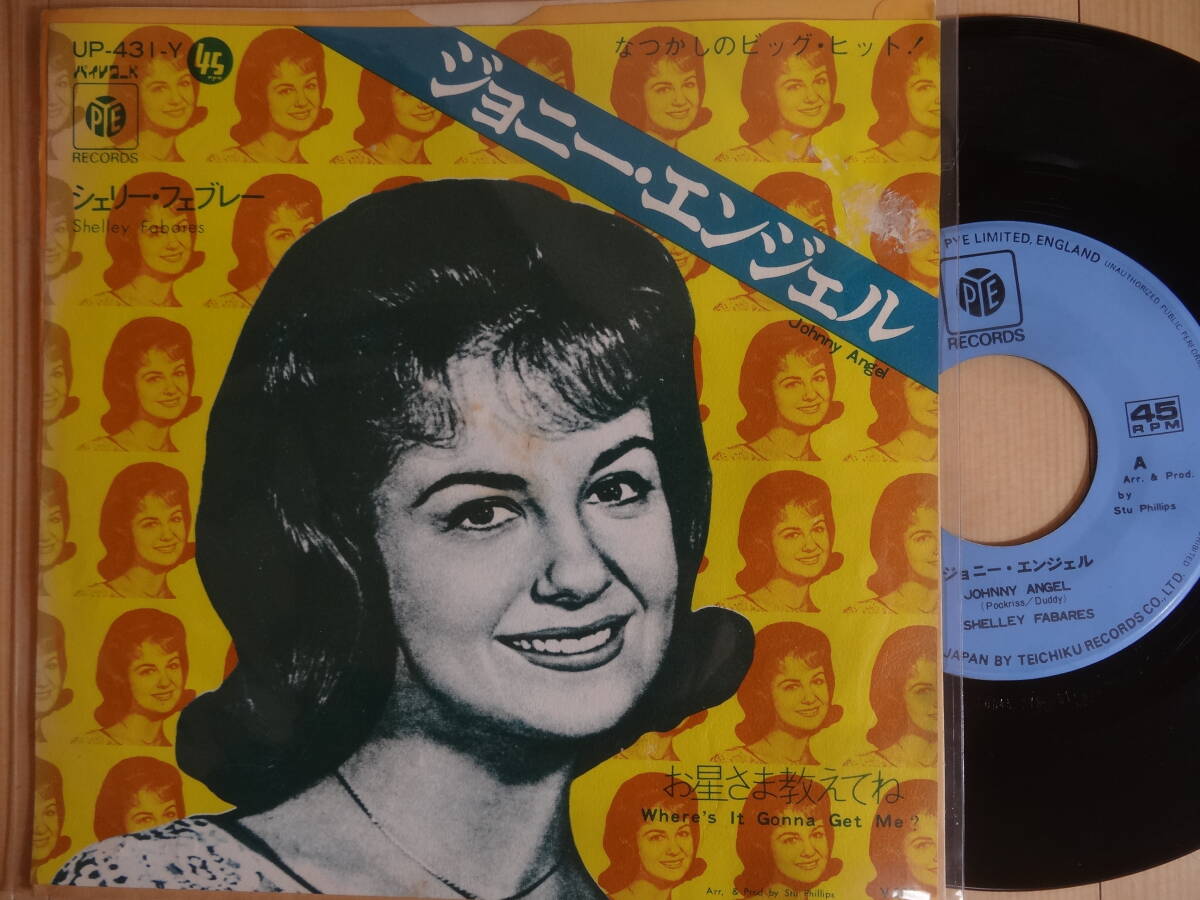 UP-431-Y
45
パイレコード
PYE
RECORDS
なつかしのビッグ・ヒット!
ジョニー・エンジェル
Johnny Angel
シェリー・フェブレー
Shelley Fabares
お星さま教えてね
Where's It Gonna Get Me?
Arr. & Prod by Stu Phillips
PYE LIMITED, ENGLAND
UNAUTHORIZED PUBLIC
PYE
RECORDS
45
RPM
A
Arr. & Prod.
by
Stu Phillips
ジョニー・エンジェル
JOHNNY ANGEL
(Pockriss/Duddy)
SHELLEY FABARES
JAPAN BY TEICHIKU RECORDS CO., LTD.